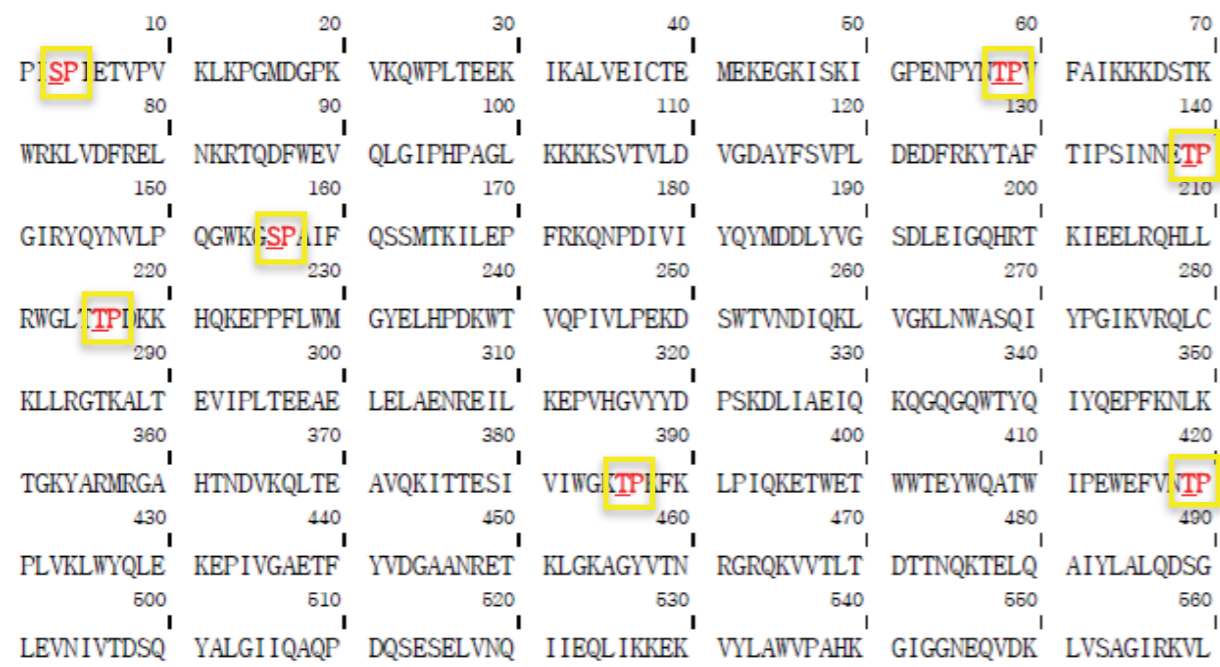 10 20 30 40 50 60 70
PISPIETVPV KLKPGMDGPK VKQWPLTEEK IKALVEICTE MEKEGKISKI GPENPYNTPV FAIKKKDSTK
80 90 100 110 120 130 140
WRKLVDFREL NKRTQDFWEV QLGIPHPAGL KKKKSVTVLD VGDAYFSVPL DEDFRKYTAF TIPSINNETP
150 160 170 180 190 200 210
GIRYQYNVLP QGWKGSPAIF QSSMTKILEP FRKQNPDIVI YQYMDDLYVG SDLEIGQHRT KIEELRQHLL
220 230 240 250 260 270 280
RWGLTTPDKK HQKEPPFLWM GYELHPDKWT VQPIVLPEKD SWTVNDIQKL VGKLNWASQI YPGIKVRQLC
290 300 310 320 330 340 350
KLLRGTKALT EVIPLTEEAE LELAENREIL KEPVHGVYYD PSKDLIAEIQ KQGQGQWTYQ IYQEPFKNLK
360 370 380 390 400 410 420
TGKYARMRGA HTNDVKQLTE AVQKITTESI VIWGKTPKFK LPIQKETWET WWTEYWQATW IPEWEFVNTP
430 440 450 460 470 480 490
PLVKLWYQLE KEPIVGAETF YVDGAANRET KLGKAGYVTN RGRQKVVTLT DTTNQKTELQ AIYLALQDSG
500 510 520 530 540 550 560
LEVNIVTDSQ YALGIIQAQP DQSESELVNQ IIEQLIKKEK VYLAWVPAHK GIGGNEQVDK LVSAGIRKVL